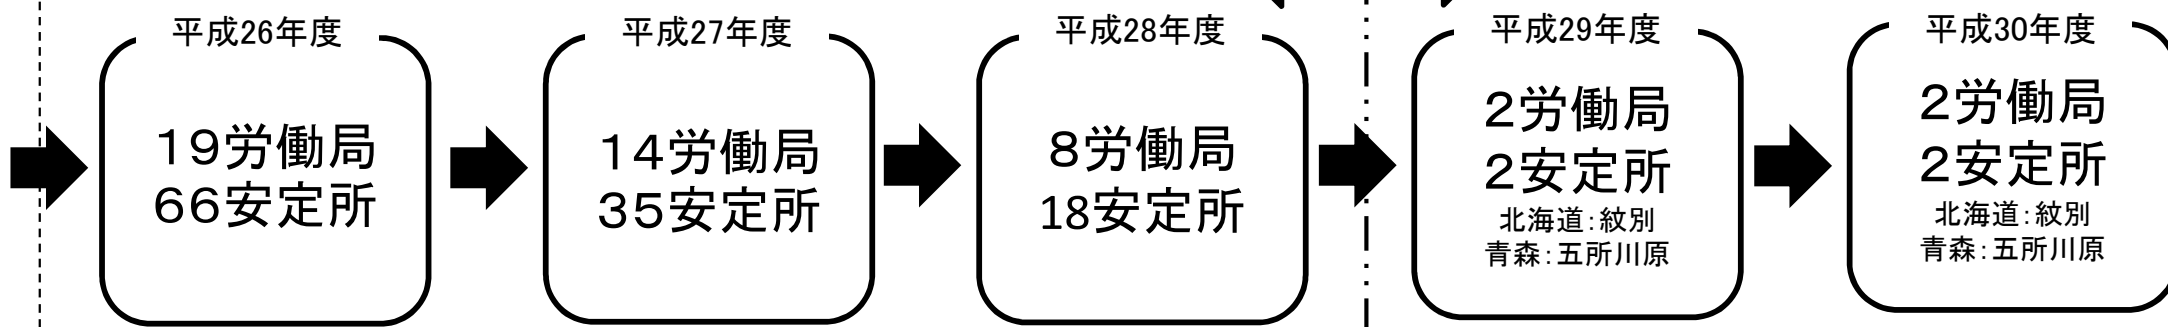 平成26年度
19労働局
66安定所
平成27年度
14労働局
35安定所
平成28年度
8労働局
18安定所
平成29年度
2労働局
2安定所
北海道:紋別
青森:五所川原
平成30年度
2労働局
2安定所
北海道:紋別
青森:五所川原